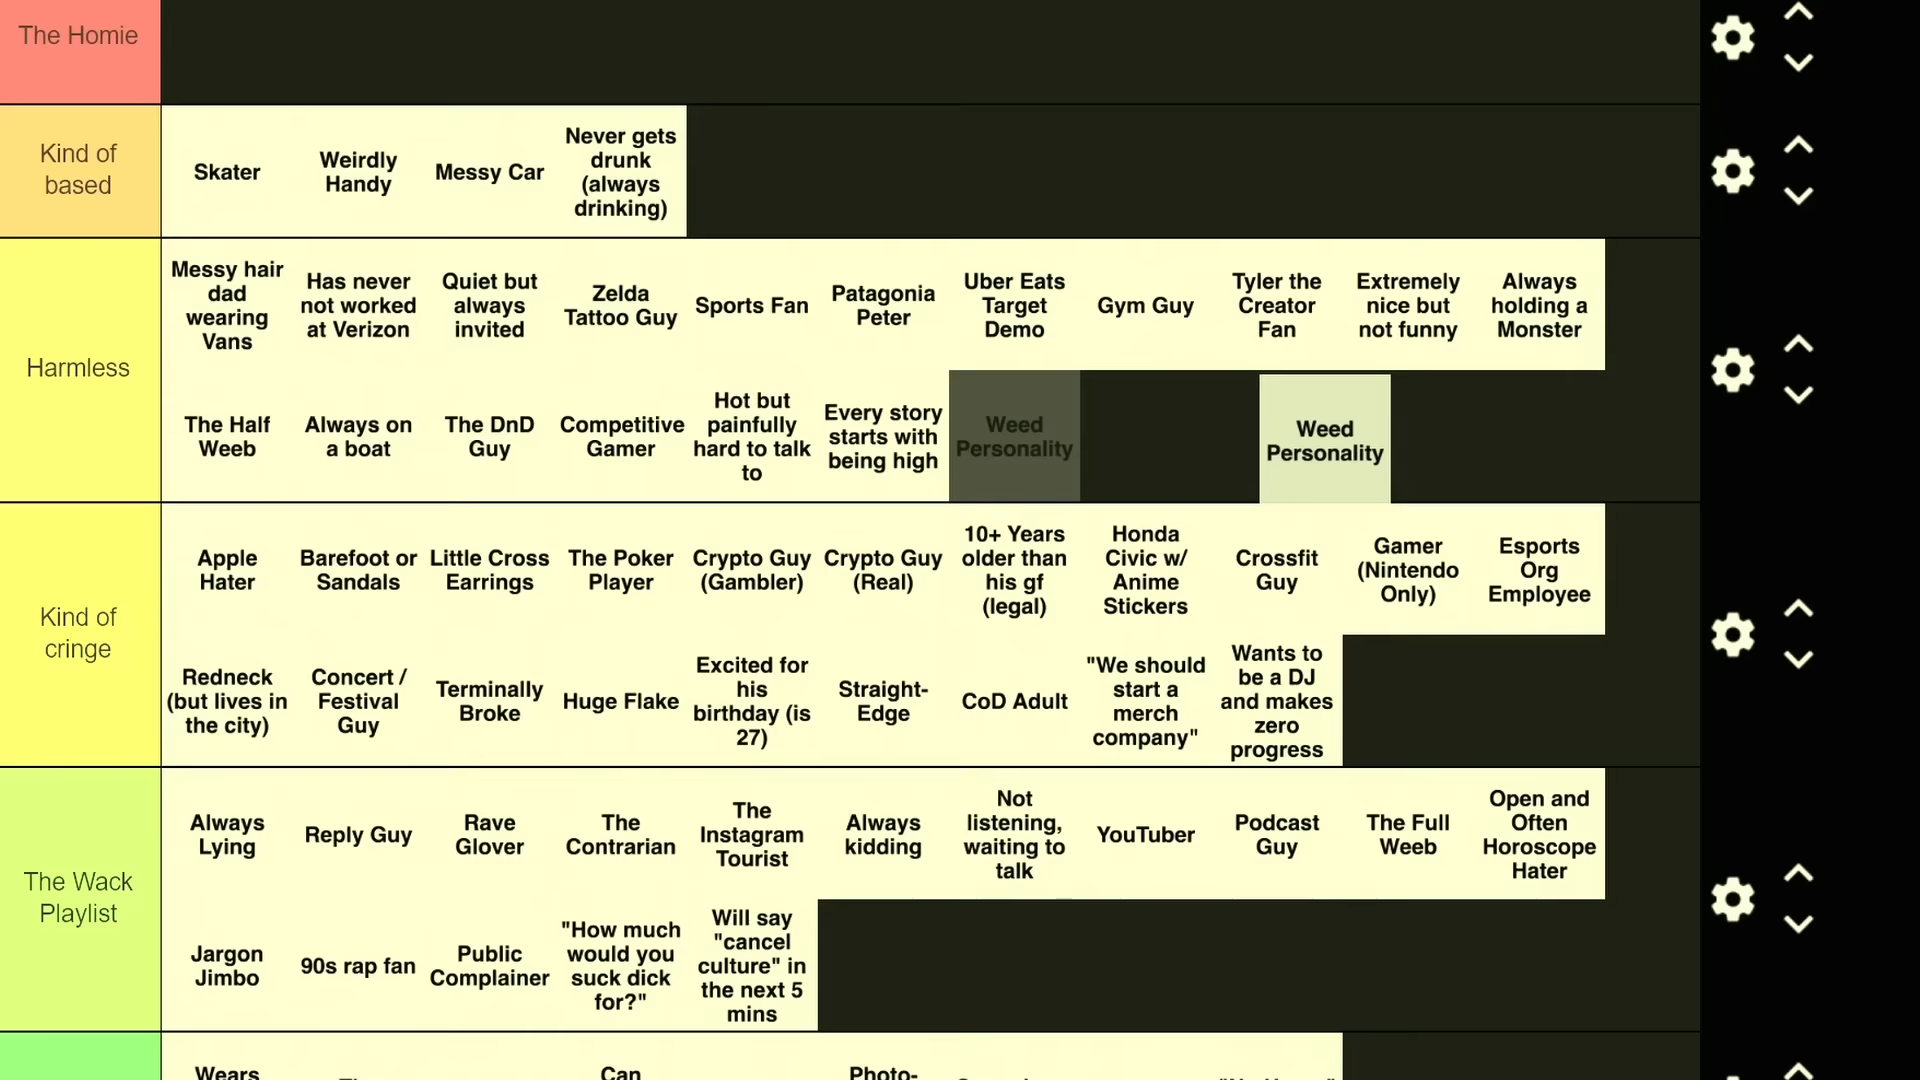 The Homie
Kind of
based
Skater
Weirdly
Handy
Messy Car
Never gets
drunk
(always
drinking)
Harmless
Messy hair
dad
wearing
Vans
Has never
not worked
at Verizon
Quiet but
always
invited
Zelda
Tattoo Guy
Sports Fan
Patagonia
Peter
Uber Eats
Target
Demo
Gym Guy
Tyler the
Creator
Fan
Extremely
nice but
not funny
Always
holding a
Monster
The Half
Weeb
Always on
a boat
The DnD
Guy
Competitive
Gamer
Hot but
painfully
hard to talk
to
Every story
starts with
being high
Weed
Personality
Weed
Personality
Kind of
cringe
Apple
Hater
Barefoot or
Sandals
Little Cross
Earrings
The Poker
Player
Crypto Guy
(Gambler)
Crypto Guy
(Real)
10+ Years
older than
his gf
(legal)
Honda
Civic w/
Anime
Stickers
Crossfit
Guy
Gamer
(Nintendo
Only)
Esports
Org
Employee
Redneck
(but lives in
the city)
Concert /
Festival
Guy
Terminally
Broke
Huge Flake
Excited for
his
birthday (is
27)
Straight-
Edge
CoD Adult
"We should
start a
merch
company"
Wants to
be a DJ
and makes
zero
progress
The Wack
Playlist
Always
Lying
Reply Guy
Rave
Glover
The
Contrarian
The
Instagram
Tourist
Always
kidding
Not
listening,
waiting to
talk
YouTuber
Podcast
Guy
The Full
Weeb
Open and
Often
Horoscope
Hater
Jargon
Jimbo
90s rap fan
Public
Complainer
"How much
would you
suck dick
for?"
Will say
"cancel
culture" in
the next 5
mins
Wears
Can
Photo-